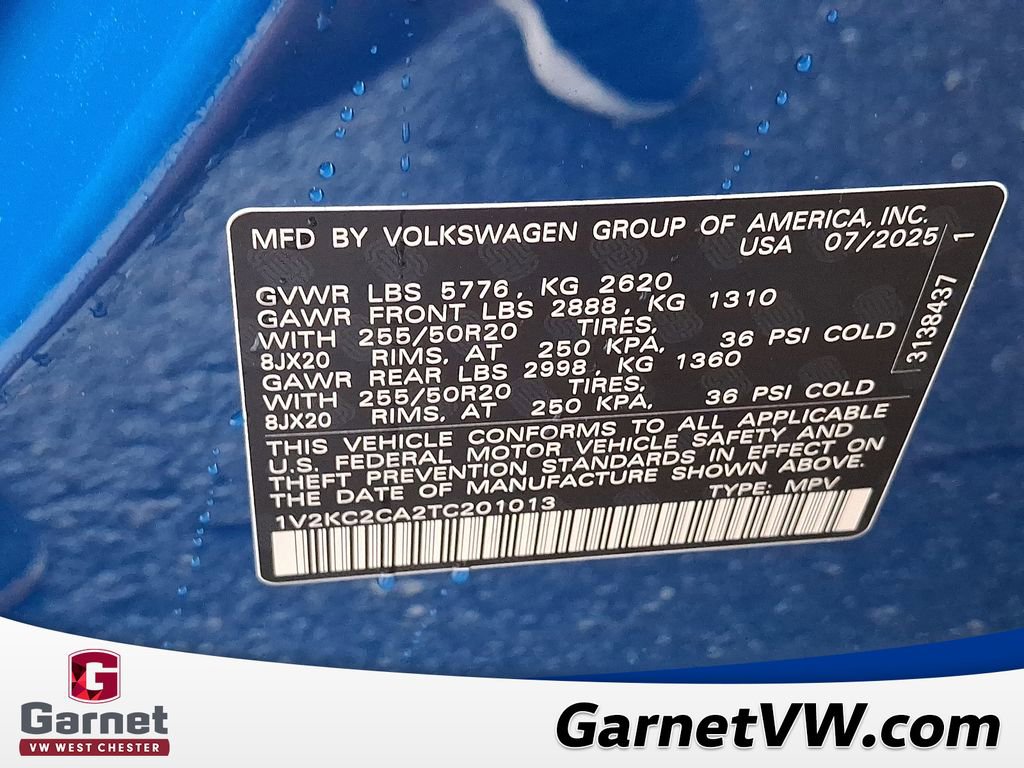 MFD BY VOLKSWAGEN GROUP OF AMERICA, INC.
USA 07/2025
1
3138437
GVWR LBS 5776, KG 2620
GAWR FRONT LBS 2888, KG 1310
WITH 255/50R20 TIRES,
8JX20 RIMS, AT 250 KPA, 36 PSI COLD
GAWR REAR LBS 2998, KG 1360
WITH 255/50R20 TIRES,
8JX20 RIMS, AT 250 KPA, 36 PSI COLD
THIS VEHICLE CONFORMS TO ALL APPLICABLE
U.S. FEDERAL MOTOR VEHICLE SAFETY AND
THEFT PREVENTION STANDARDS IN EFFECT ON
THE DATE OF MANUFACTURE SHOWN ABOVE.
1V2KC2CA2TC201013 TYPE: MPV
G
Garnet
VW WEST CHESTER
GarnetVW.com